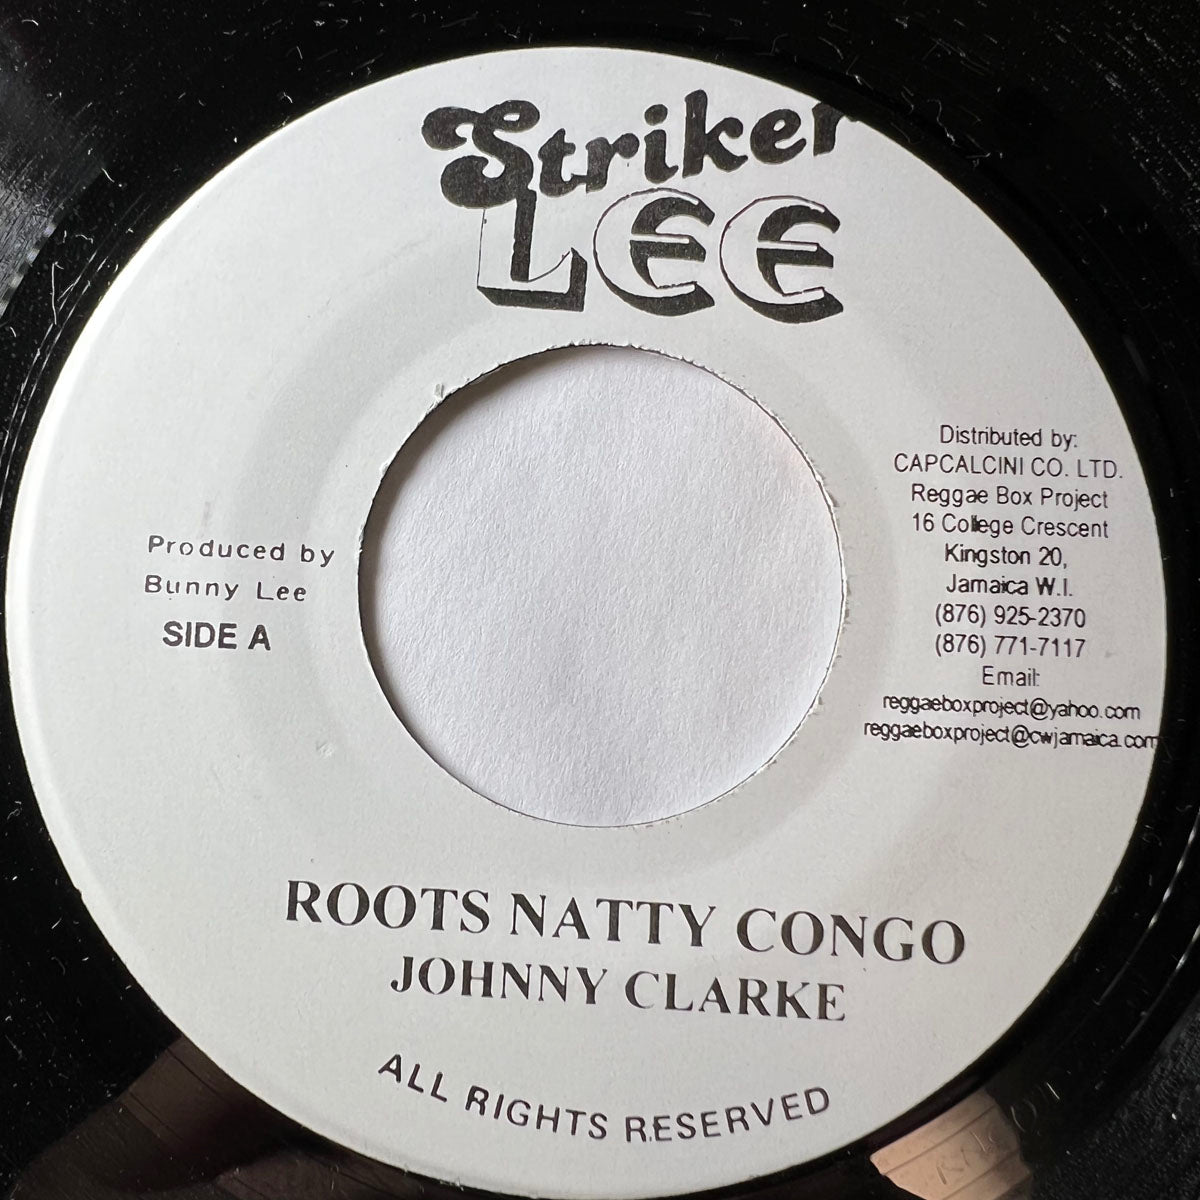 Striker
LEE
Distributed by:
CAPCALCINI CO. LTD.
Reggae Box Project
16 College Crescent
Kingston 20,
Jamaica W.I.
(876) 925-2370
(876) 771-7117
Email:
reggaeboxproject@yahoo.com
reggaeboxproject@cwjamaica.com
Produced by
Bunny Lee
SIDE A
ROOTS NATTY CONGO
JOHNNY CLARKE
ALL RIGHTS RESERVED